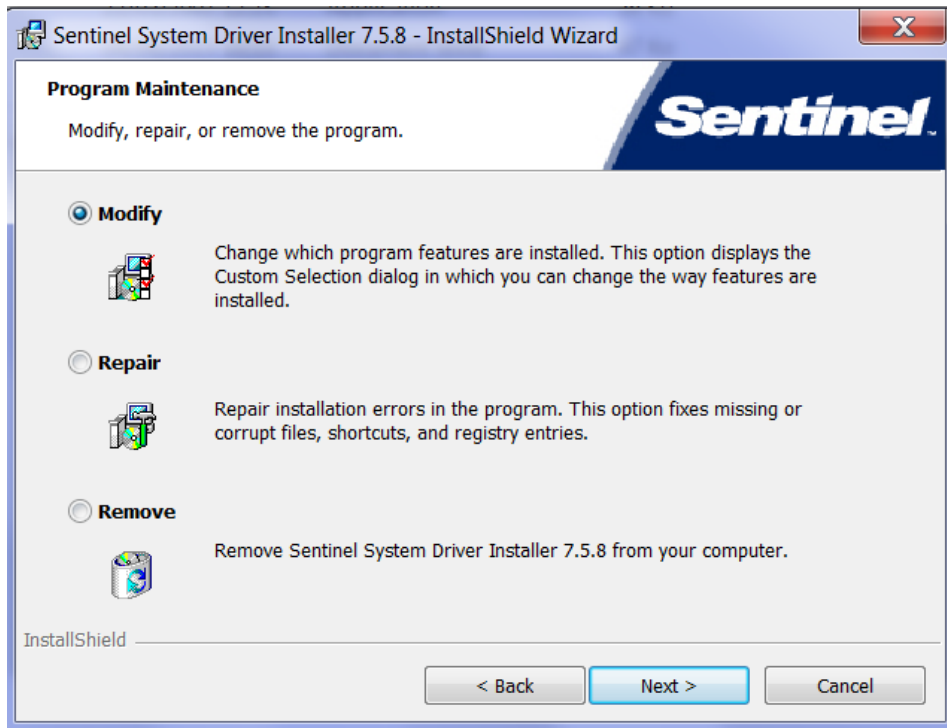 Sentinel System Driver Installer 7.5.8 - InstallShield Wizard
X
Program Maintenance
Modify, repair, or remove the program.
Sentinel.
Modify
Change which program features are installed. This option displays the
Custom Selection dialog in which you can change the way features are
installed.
Repair
Repair installation errors in the program. This option fixes missing or
corrupt files, shortcuts, and registry entries.
Remove
Remove Sentinel System Driver Installer 7.5.8 from your computer.
InstallShield
< Back
Next >
Cancel